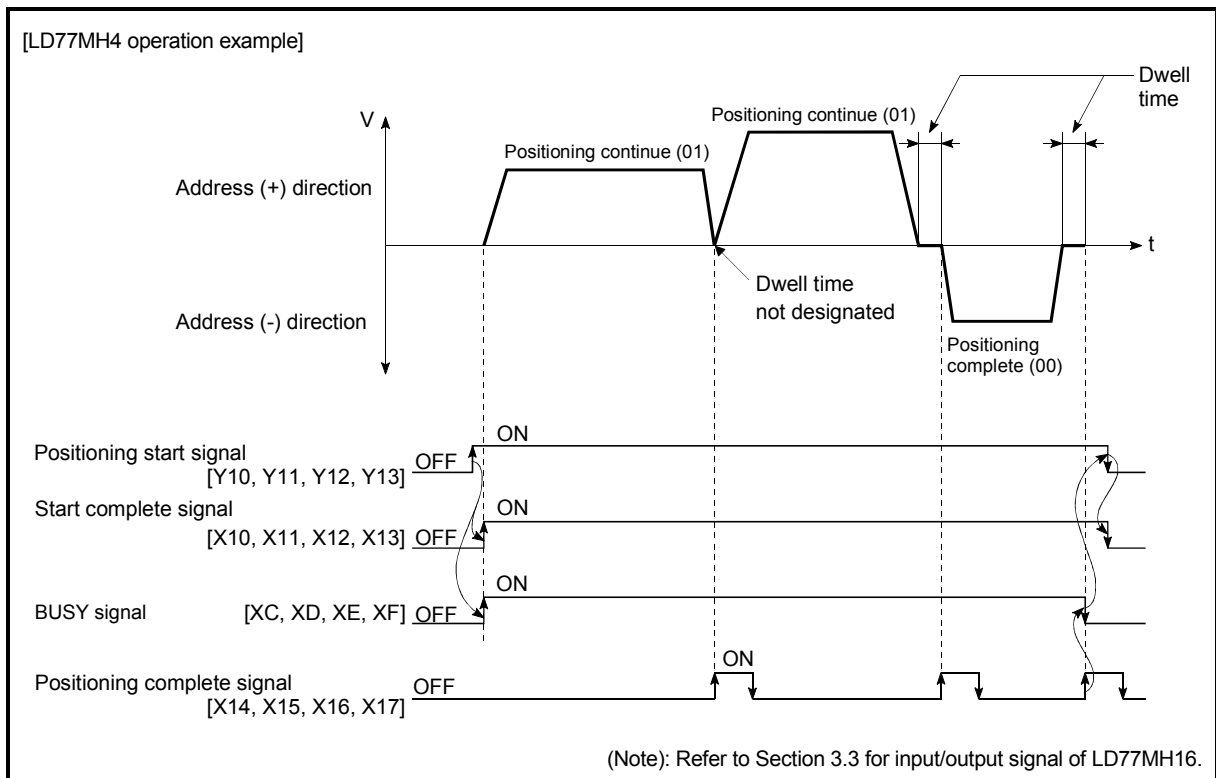 [LD77MH4 operation example]
Dwell
time
V
Positioning continue (01)
Positioning continue (01)
Address (+) direction
t
Dwell time
not designated
Address (-) direction
Positioning
complete (00)
ON
Positioning start signal
OFF
[Y10, Y11, Y12, Y13]
Start complete signal
ON
[X10, X11, X12, X13] OFF
ON
BUSY signal [XC, XD, XE, XF] OFF
ON
Positioning complete signal
OFF
[X14, X15, X16, X17]
(Note): Refer to Section 3.3 for input/output signal of LD77MH16.